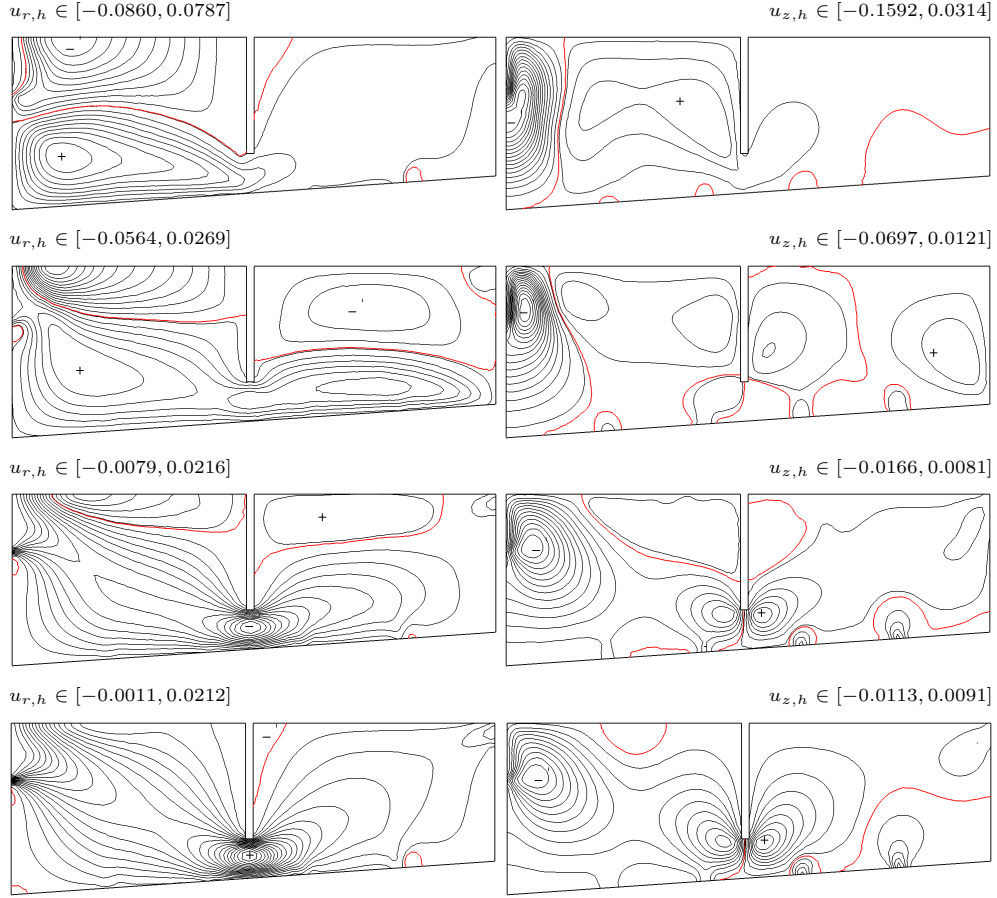 u_{r,h} ∈ [−0.0860, 0.0787] u_{z,h} ∈ [−0.1592, 0.0314]
− + − +
u_{r,h} ∈ [−0.0564, 0.0269] u_{z,h} ∈ [−0.0697, 0.0121]
− + − +
u_{r,h} ∈ [−0.0079, 0.0216] u_{z,h} ∈ [−0.0166, 0.0081]
+ − − +
u_{r,h} ∈ [−0.0011, 0.0212] u_{z,h} ∈ [−0.0113, 0.0091]
− + − +